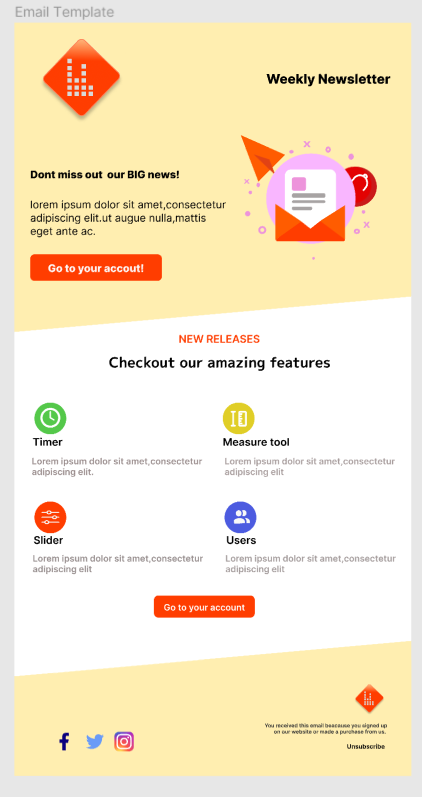 Email Template
Weekly Newsletter
Dont miss out our BIG news!
lorem ipsum dolor sit amet,consectetur
adipiscing elit.ut augue nulla,mattis
eget ante ac.
Go to your accout!
NEW RELEASES
Checkout our amazing features
Timer
Lorem ipsum dolor sit amet,consectetur
adipiscing elit.
Measure tool
Lorem ipsum dolor sit amet,consectetur
adipiscing elit
Slider
Lorem ipsum dolor sit amet,consectetur
adipiscing elit
Users
Lorem ipsum dolor sit amet,consectetur
adipiscing elit
Go to your account
You received this email beacause you signed up
on our website or made a purchese from us.
Unsubscribe